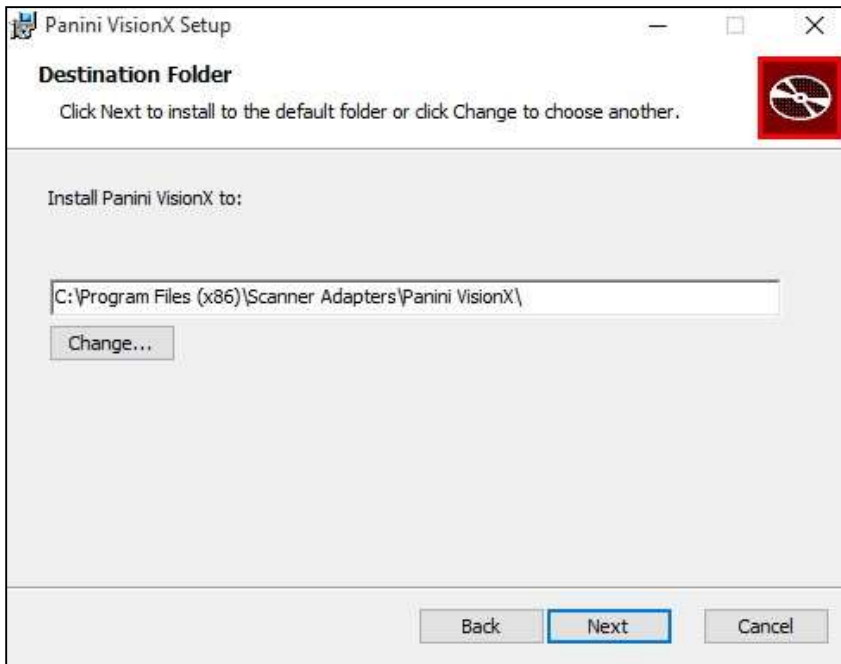 Panini VisionX Setup
Destination Folder
Click Next to install to the default folder or click Change to choose another.
Install Panini VisionX to:
C:\Program Files (x86)\Scanner Adapters\Panini VisionX\
Change...
Back Next Cancel